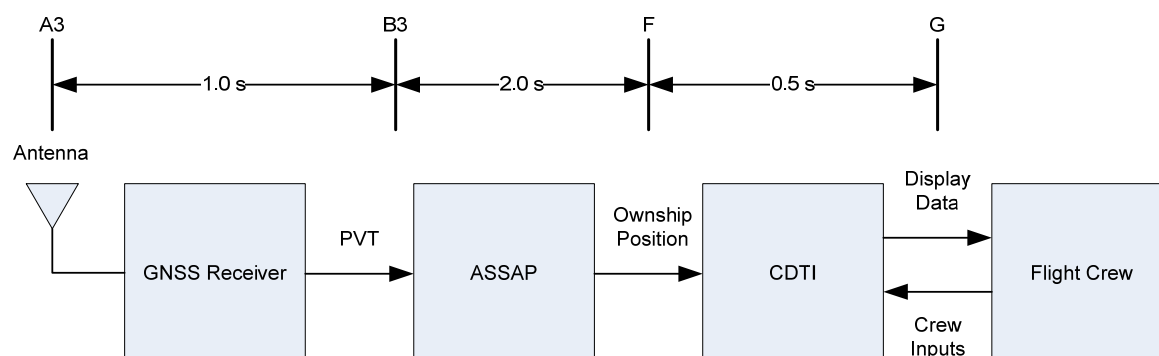 A3
B3
F
G
1.0 s
2.0 s
0.5 s
Antenna
GNSS Receiver
PVT
ASSAP
Ownship
Position
CDTI
Display
Data
Crew
Inputs
Flight Crew